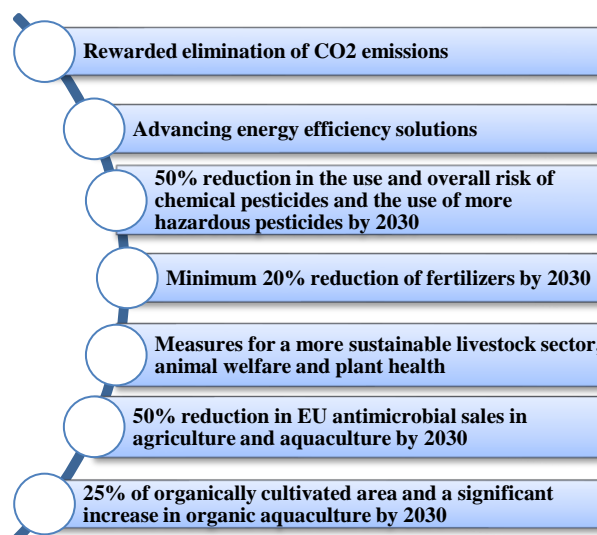 Rewarded elimination of CO2 emissions
Advancing energy efficiency solutions
50% reduction in the use and overall risk of
chemical pesticides and the use of more
hazardous pesticides by 2030
Minimum 20% reduction of fertilizers by 2030
Measures for a more sustainable livestock sector,
animal welfare and plant health
50% reduction in EU antimicrobial sales in
agriculture and aquaculture by 2030
25% of organically cultivated area and a significant
increase in organic aquaculture by 2030